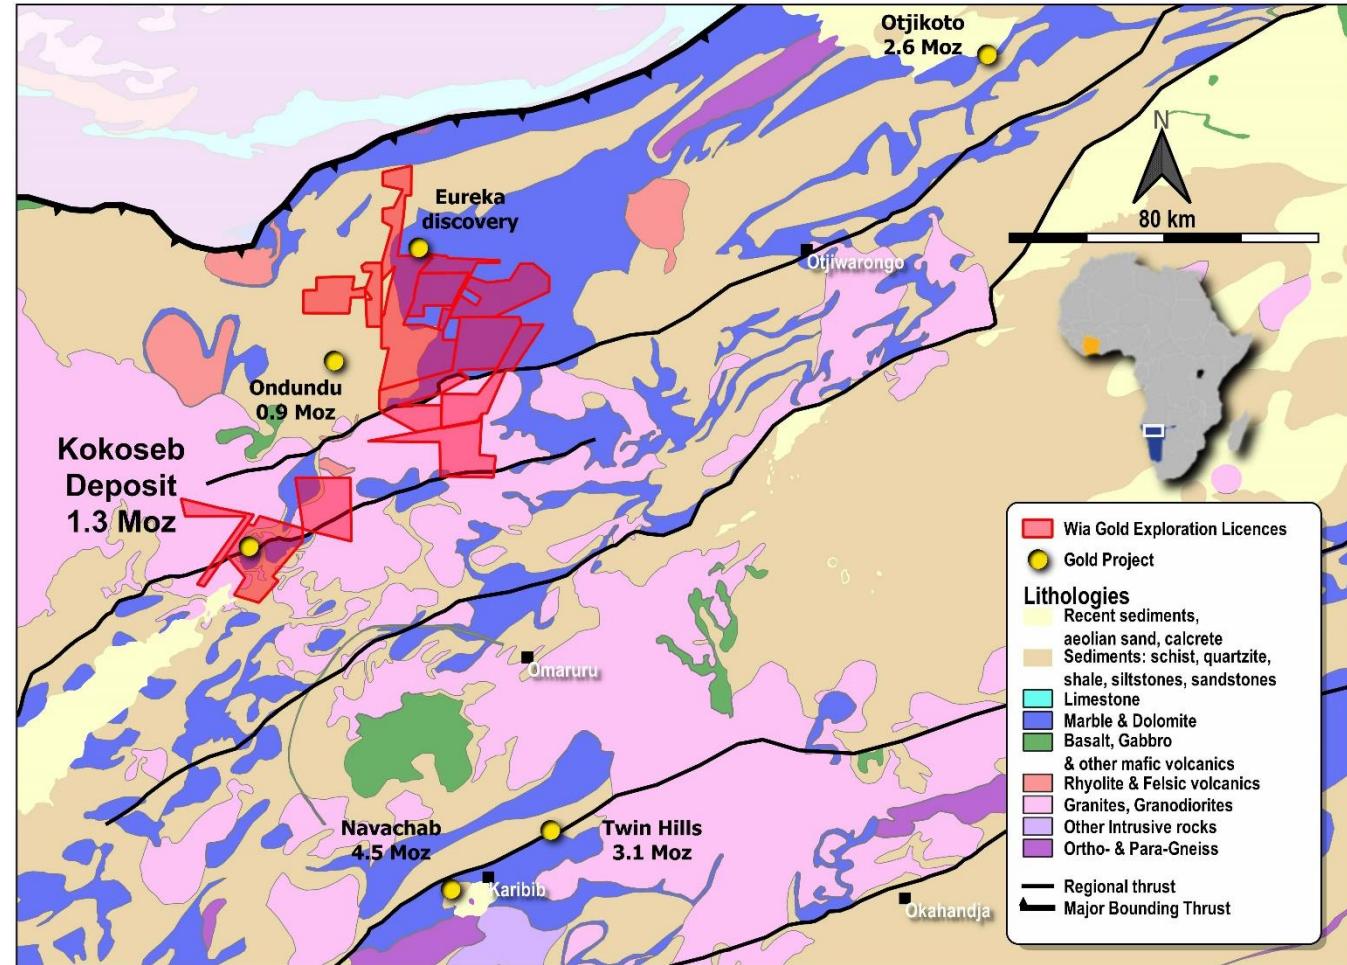 Otjikoto
2.6 Moz
N
80 km
Eureka
discovery
Otjiwarongo
Ondundu
0.9 Moz
Kokoseb
Deposit
1.3 Moz
Omaruru
Navachab
4.5 Moz
Twin Hills
3.1 Moz
Karibib
Okahandja
Wia Gold Exploration Licences
Gold Project
Lithologies
Recent sediments,
aeolian sand, calcrete
Sediments: schist, quartzite,
shale, siltstones, sandstones
Limestone
Marble & Dolomite
Basalt, Gabbro
& other mafic volcanics
Rhyolite & Felsic volcanics
Granites, Granodiorites
Other Intrusive rocks
Ortho- & Para-Gneiss
Regional thrust
Major Bounding Thrust